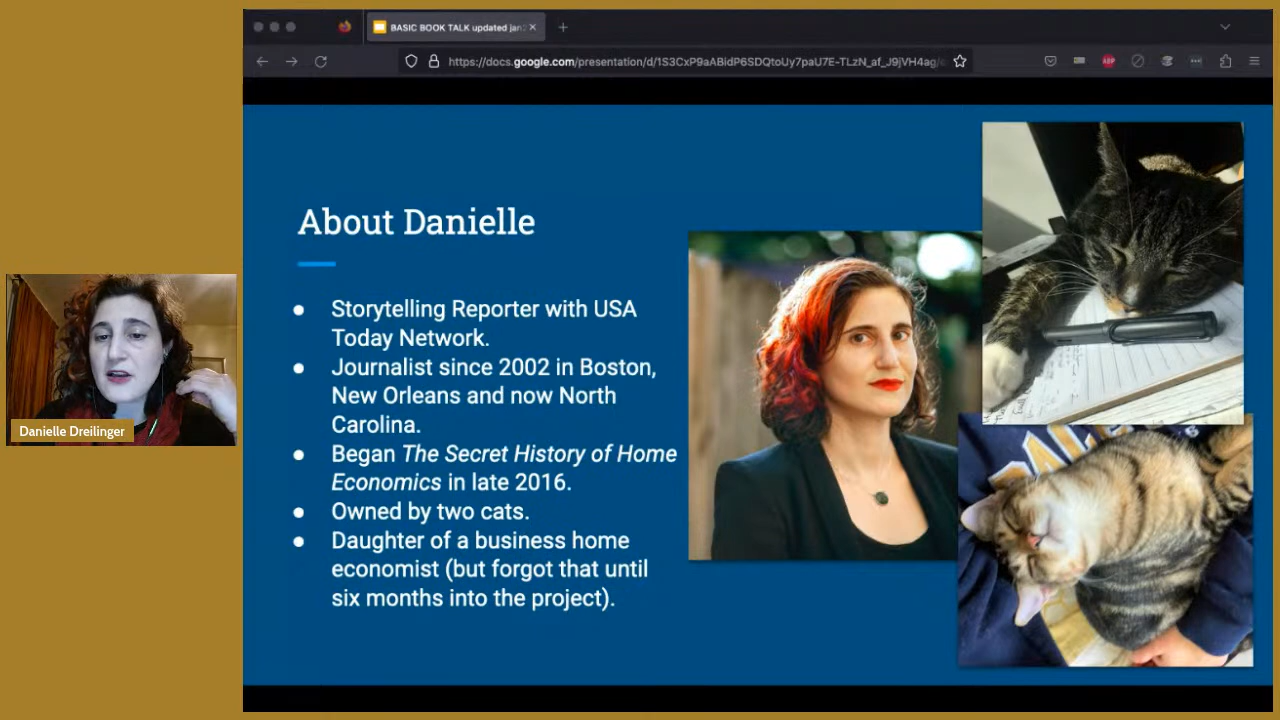 BASIC BOOK TALK updated jan
https://docs.google.com/presentation/d/1S3CxP9aABidP6SDQtoUy7paU7E-TLzN_af_J9jVH4ag/
ABP
About Danielle
● Storytelling Reporter with USA
Today Network.
● Journalist since 2002 in Boston,
New Orleans and now North
Carolina.
● Began The Secret History of Home
Economics in late 2016.
● Owned by two cats.
● Daughter of a business home
economist (but forgot that until
six months into the project).
Danielle Dreilinger